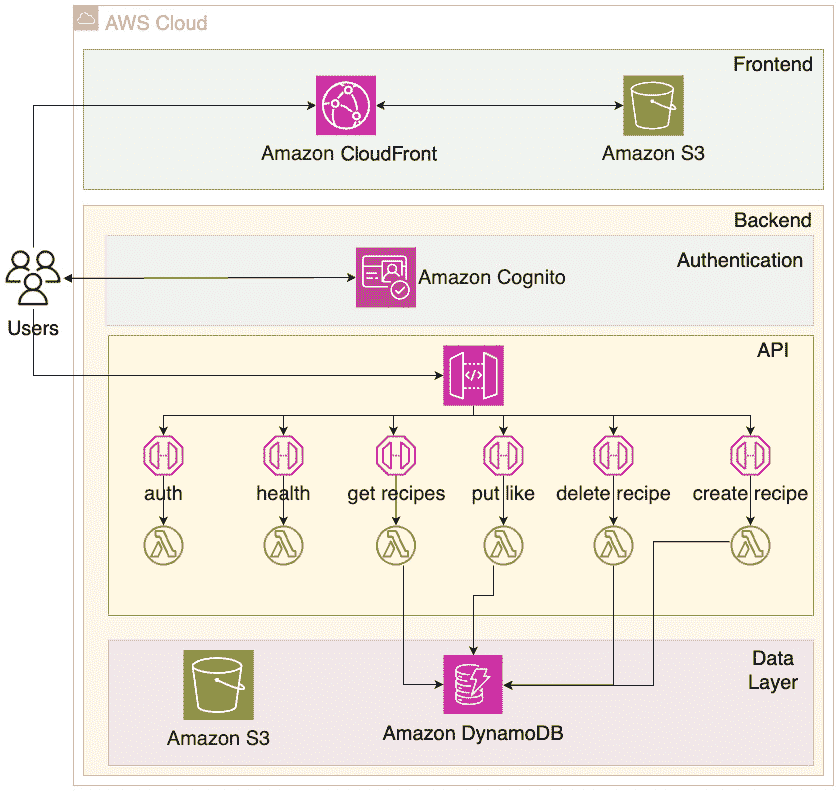 AWS Cloud
Frontend
Amazon CloudFront
Amazon S3
Backend
Authentication
Amazon Cognito
Users
API
</>
auth
health
get recipes
put like
delete recipe
create recipe
Data
Layer
Amazon S3
Amazon DynamoDB